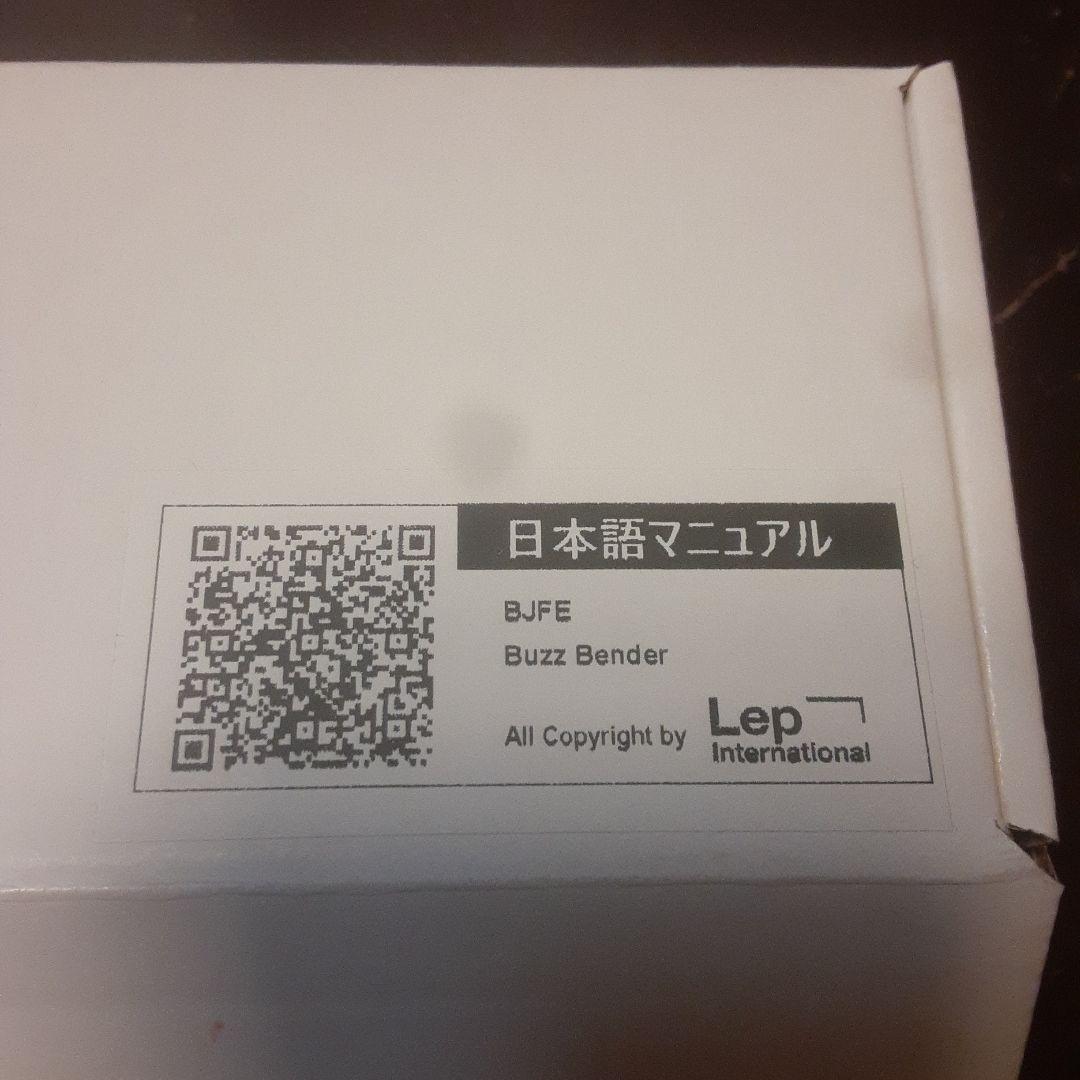 日本語マニュアル
BJFE
Buzz Bender
All Copyright by
Lep
International